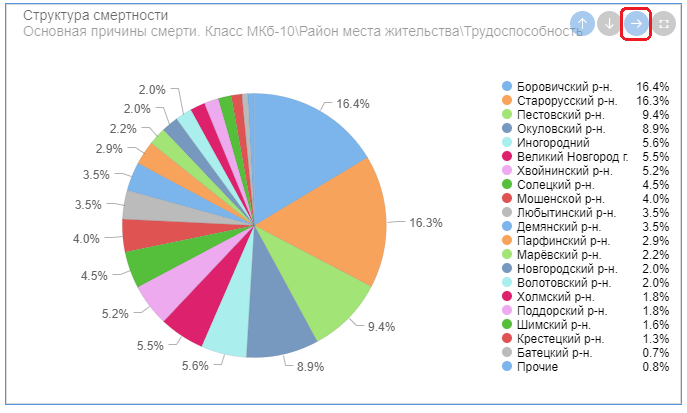 Структура смертности
Основная причины смерти. Класс МКб-10\Район места жительства\Трудоспособность
2.0%
2.0%
2.2%
2.9%
3.5%
3.5%
4.0%
4.5%
5.2%
5.5%
5.6%
8.9%
9.4%
16.3%
16.4%
Боровичский р-н. 16.4%
Старорусский р-н. 16.3%
Пестовский р-н. 9.4%
Окуловский р-н. 8.9%
Иногородний 5.6%
Великий Новгород г. 5.5%
Хвойнинский р-н. 5.2%
Солецкий р-н. 4.5%
Мошенской р-н. 4.0%
Любытинский р-н. 3.5%
Демянский р-н. 3.5%
Парфинский р-н. 2.9%
Марёвский р-н. 2.2%
Новгородский р-н. 2.0%
Волотовский р-н. 2.0%
Холмский р-н. 1.8%
Поддорский р-н. 1.8%
Шимский р-н. 1.6%
Крестецкий р-н. 1.3%
Батецкий р-н. 0.7%
Прочие 0.8%